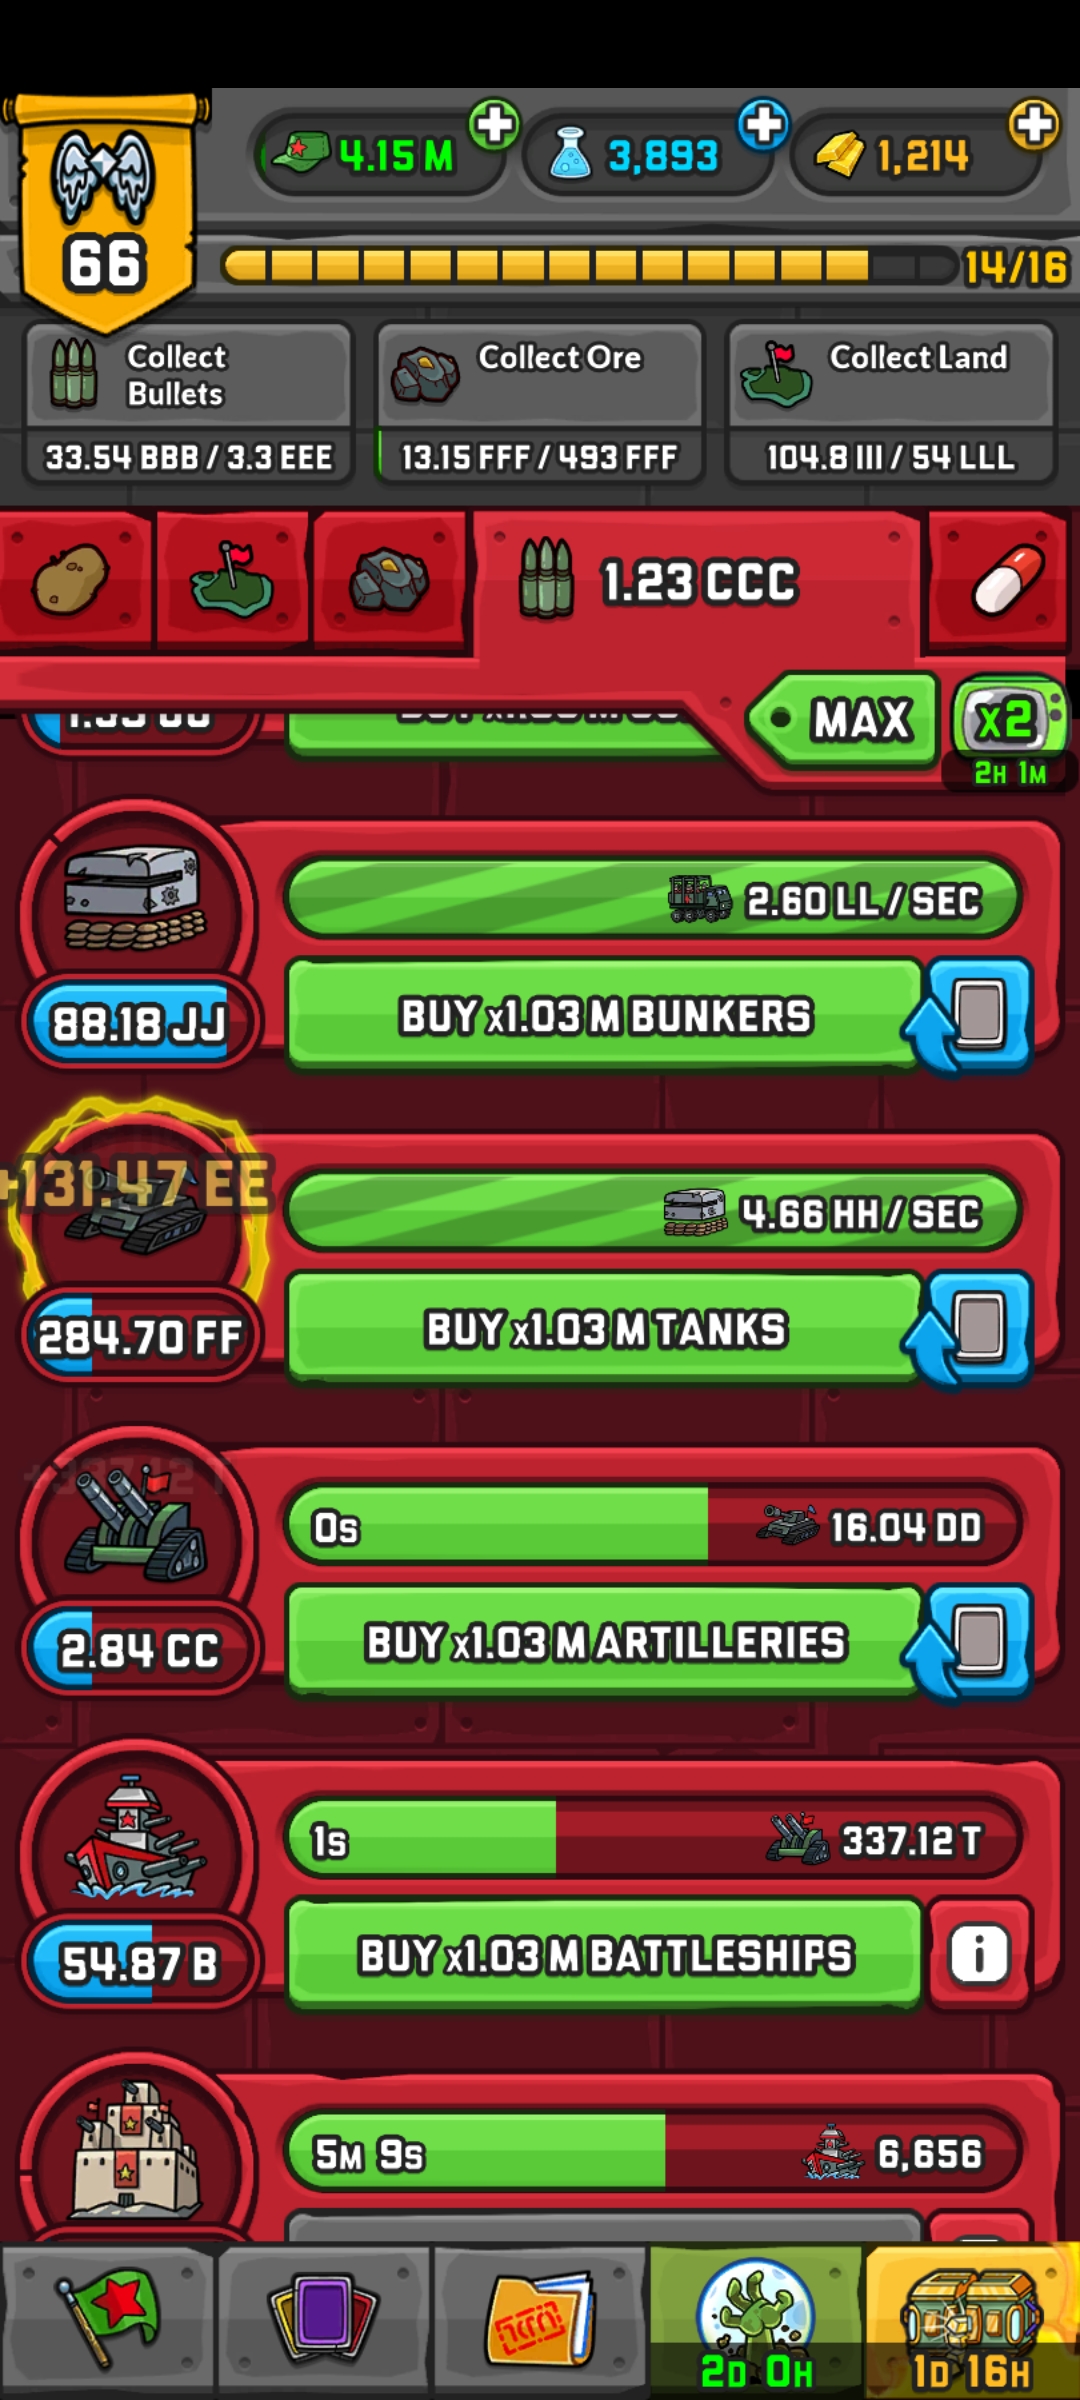 4.15 M
3,893
1,214
66
14/16
Collect
Bullets
Collect Ore
Collect Land
33.54 BBB / 3.3 EEE
13.15 FFF / 493 FFF
104.8 III / 54 LLL
1.23 CCC
MAX
x2
2H 1M
2.60 LL / SEC
88.18 JJ
BUY x1.03 M BUNKERS
+131.47 EE
4.66 HH / SEC
284.70 FF
BUY x1.03 M TANKS
0s
16.04 DD
2.84 CC
BUY x1.03 M ARTILLERIES
1s
337.12 T
54.87 B
BUY x1.03 M BATTLESHIPS
i
5M 9s
6,656
2D 0H
1D 16H